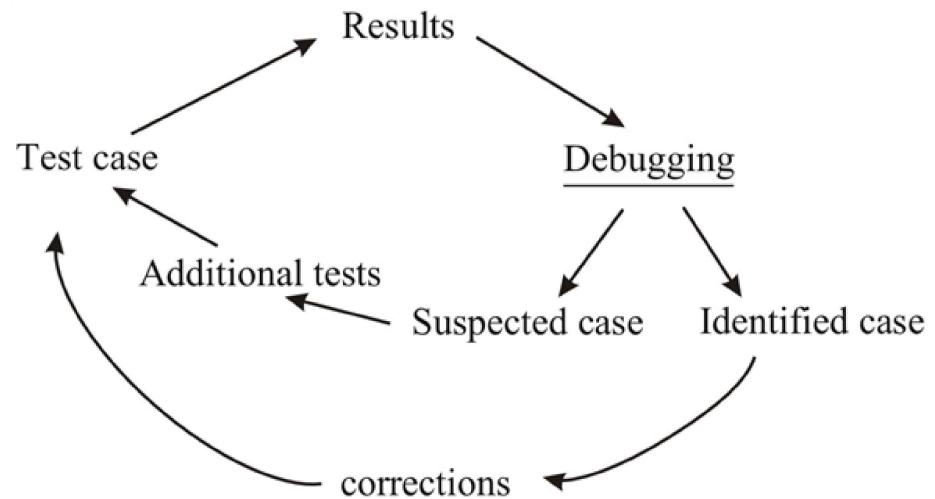 Results
Test case
Debugging
Additional tests
Suspected case
Identified case
corrections